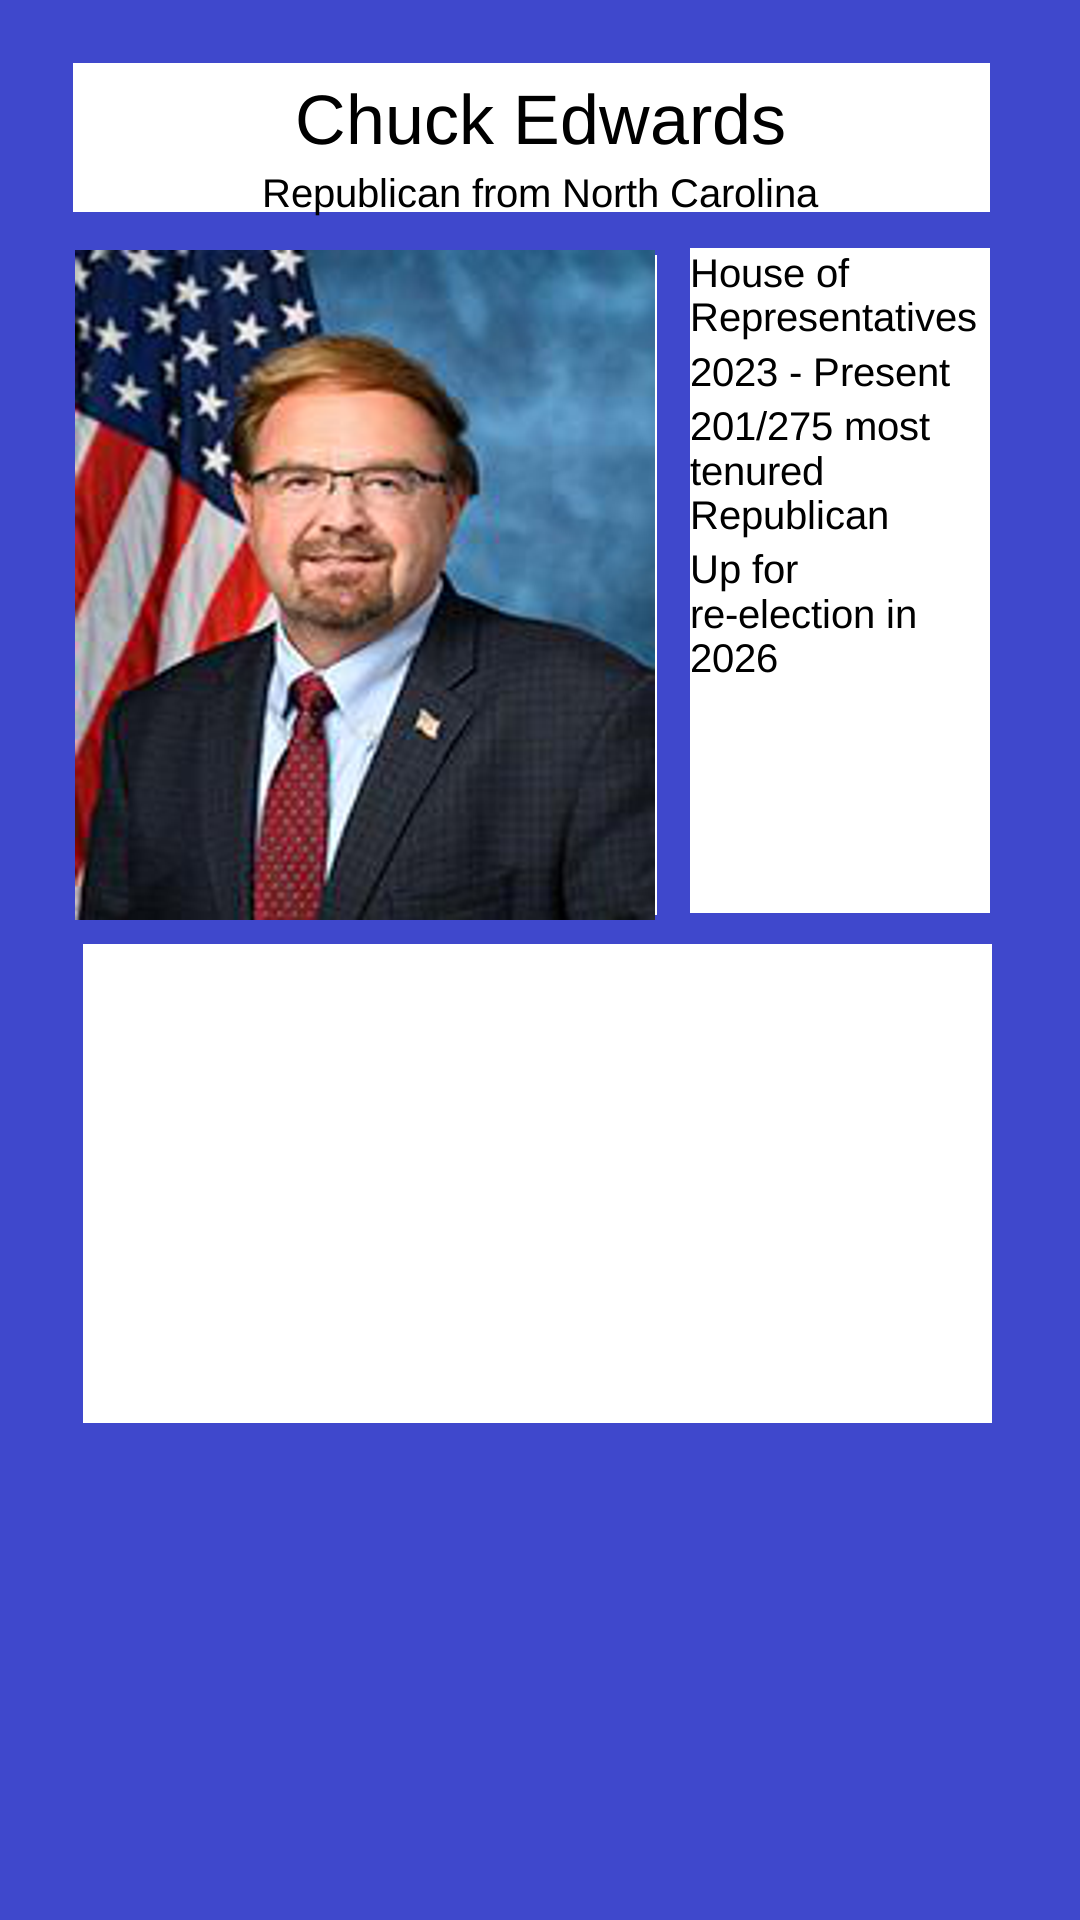 Chuck Edwards
Republican from North Carolina
House of
Representatives
2023 - Present
201/275 most
tenured
Republican
Up for
re-election in
2026